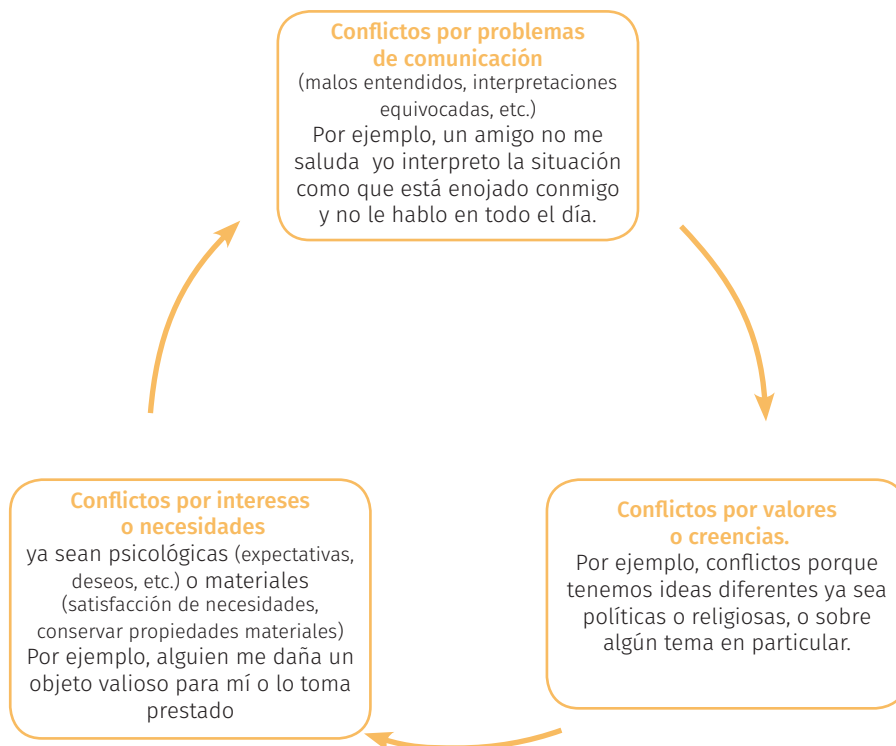 Conflictos por problemas
de comunicación
(malos entendidos, interpretaciones
equivocadas, etc.)
Por ejemplo, un amigo no me
saluda  yo interpreto la situación
como que está enojado conmigo
y no le hablo en todo el día.
Conflictos por valores
o creencias.
Por ejemplo, conflictos porque
tenemos ideas diferentes ya sea
políticas o religiosas, o sobre
algún tema en particular.
Conflictos por intereses
o necesidades
ya sean psicológicas (expectativas,
deseos, etc.) o materiales
(satisfacción de necesidades,
conservar propiedades materiales)
Por ejemplo, alguien me daña un
objeto valioso para mí o lo toma
prestado